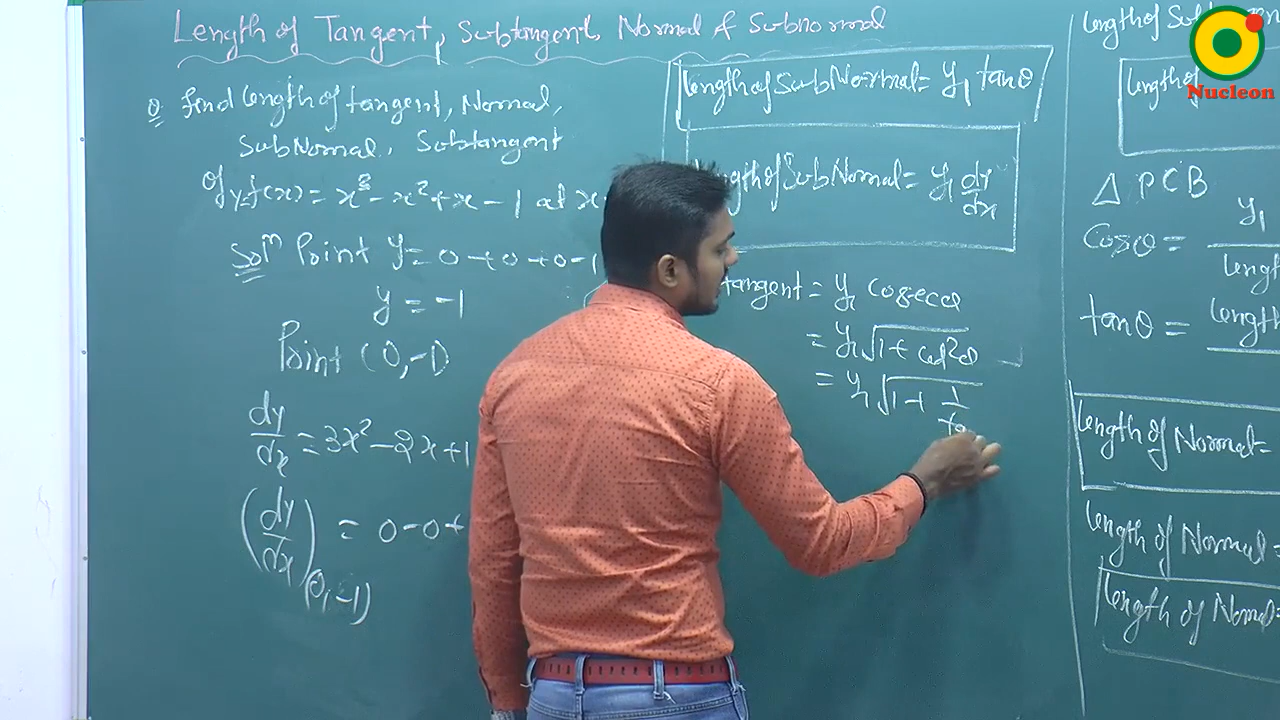 Length of Tangent, Subtangent, Normal & Subnormal
Q Find length of tangent, Normal,
SubNormal, Subtangent
Of y=f(x) = x³ - x² + x - 1 at x
Solⁿ Point y = 0 - 0 + 0 - 1
y = -1
Point (0, -1)
dy/dx = 3x² - 2x + 1
(dy/dx)(0, -1) = 0 - 0 +
length of SubNormal = y₁ tanθ
length of SubNormal = y₁ dy/dx
tangent = y₁ cosecθ
= y₁√1 + cot²θ
= y₁√1 + 1/ta
length of Sub
length of
Δ PCB
Cosθ = y₁/leng
tanθ = length
length of Normal =
length of Normal =
length of Normal =
Nucleon